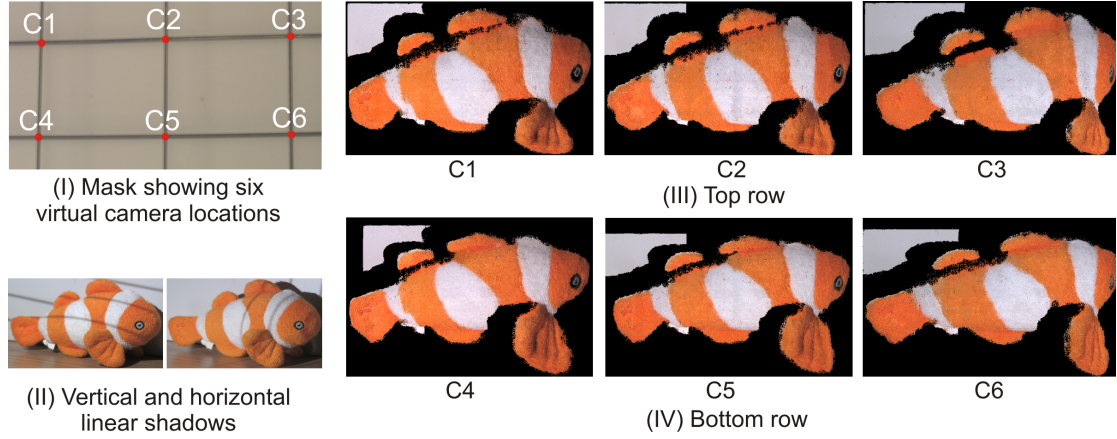 C1 C2 C3
C4 C5 C6
(I) Mask showing six
virtual camera locations
(II) Vertical and horizontal
linear shadows
C1 C2 C3
(III) Top row
C4 C5 C6
(IV) Bottom row